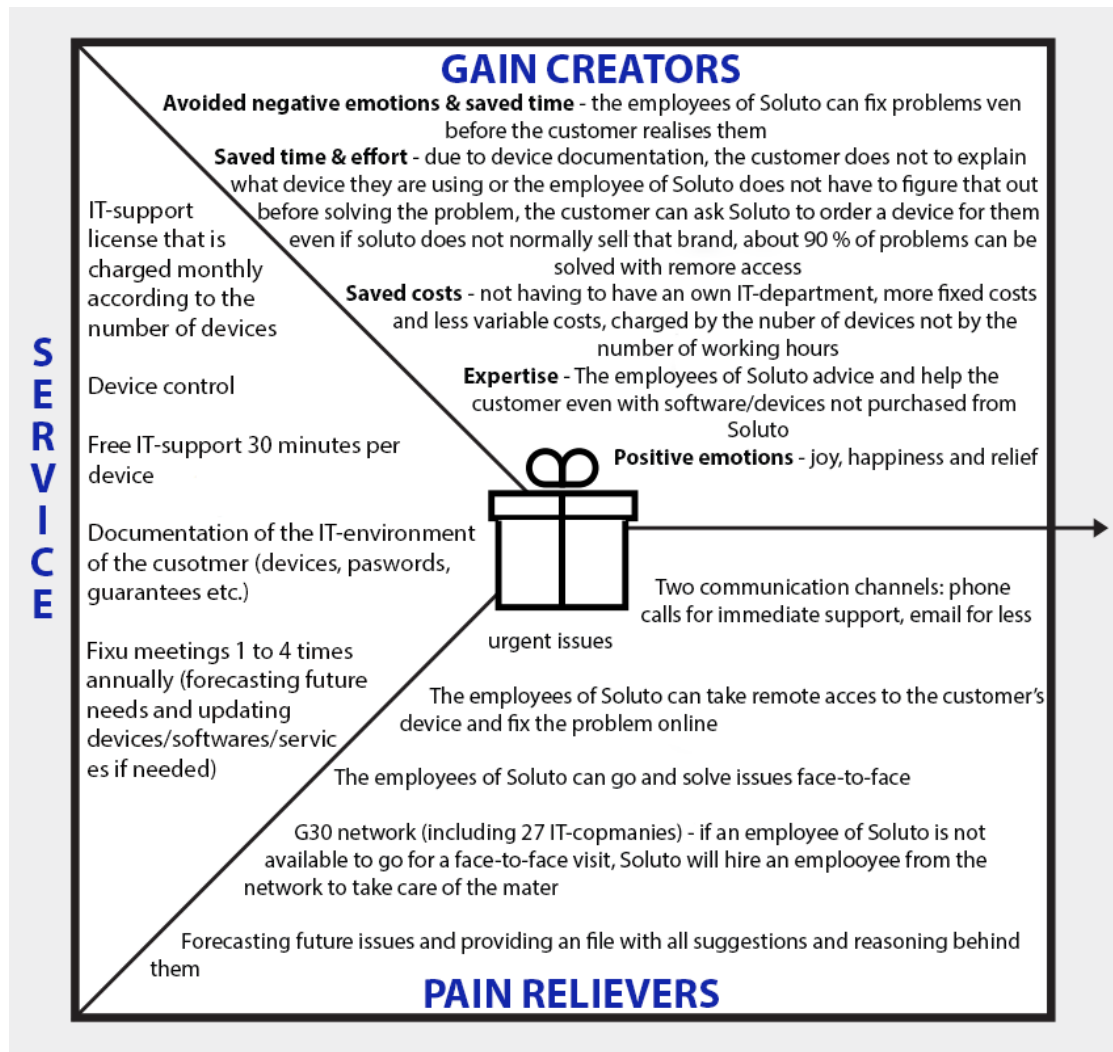 GAIN CREATORS
Avoided negative emotions & saved time - the employees of Soluto can fix problems ven
before the customer realises them
Saved time & effort - due to device documentation, the customer does not to explain
what device they are using or the employee of Soluto does not have to figure that out
before solving the problem, the customer can ask Soluto to order a device for them
even if soluto does not normally sell that brand, about 90 % of problems can be
solved with remore access
Saved costs - not having to have an own IT-department, more fixed costs
and less variable costs, charged by the nuber of devices not by the
number of working hours
Expertise - The employees of Soluto advice and help the
customer even with software/devices not purchased from
Soluto
Positive emotions - joy, happiness and relief
SERVICE
IT-support
license that is
charged monthly
according to the
number of devices
Device control
Free IT-support 30 minutes per
device
Documentation of the IT-environment
of the cusotmer (devices, paswords,
guarantees etc.)
Fixu meetings 1 to 4 times
annually (forecasting future
needs and updating
devices/softwares/servic
es if needed)
Two communication channels: phone
calls for immediate support, email for less
urgent issues
The employees of Soluto can take remote acces to the customer's
device and fix the problem online
The employees of Soluto can go and solve issues face-to-face
G30 network (including 27 IT-copmanies) - if an employee of Soluto is not
available to go for a face-to-face visit, Soluto will hire an emplooyee from the
network to take care of the mater
Forecasting future issues and providing an file with all suggestions and reasoning behind
them
PAIN RELIEVERS